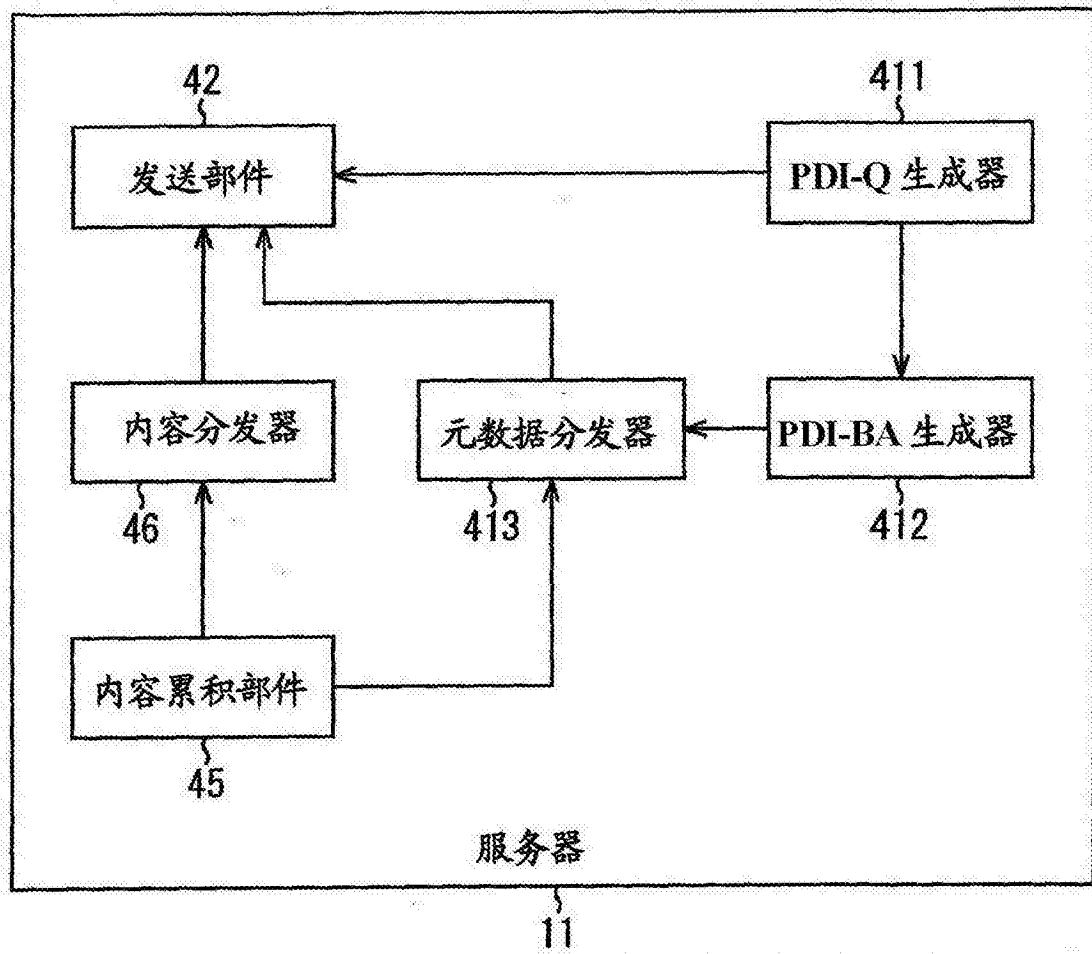 42
411
发送部件
PDI-Q 生成器
内容分发器
元数据分发器
PDI-BA 生成器
46
413
412
内容累积部件
45
服务器
11